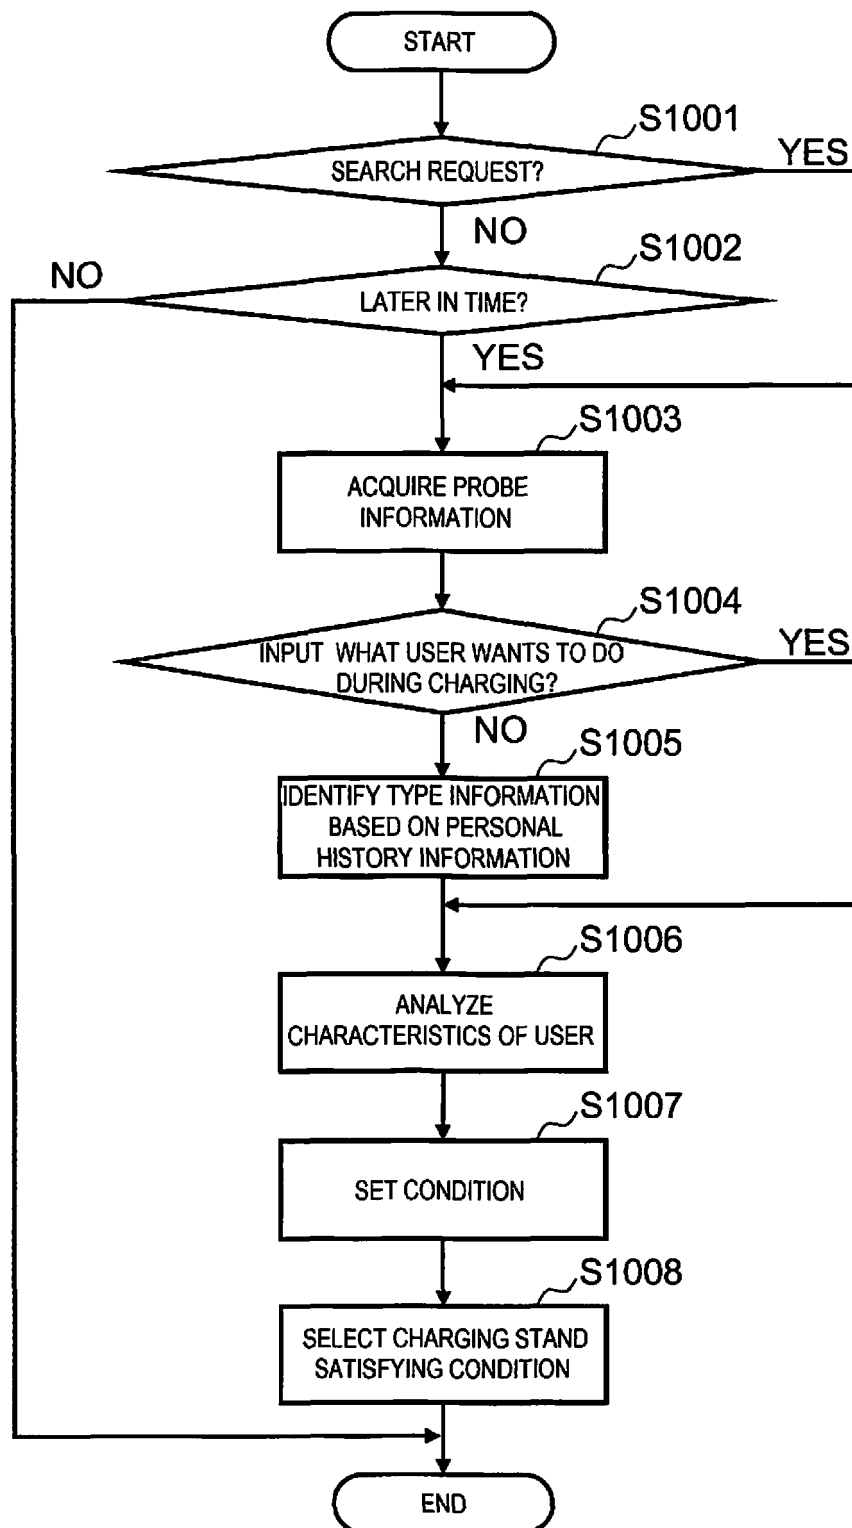 START
S1001
SEARCH REQUEST?
YES
NO
S1002
NO
LATER IN TIME?
YES
S1003
ACQUIRE PROBE
INFORMATION
S1004
INPUT WHAT USER WANTS TO DO
DURING CHARGING?
YES
NO
S1005
IDENTIFY TYPE INFORMATION
BASED ON PERSONAL
HISTORY INFORMATION
S1006
ANALYZE
CHARACTERISTICS OF USER
S1007
SET CONDITION
S1008
SELECT CHARGING STAND
SATISFYING CONDITION
END